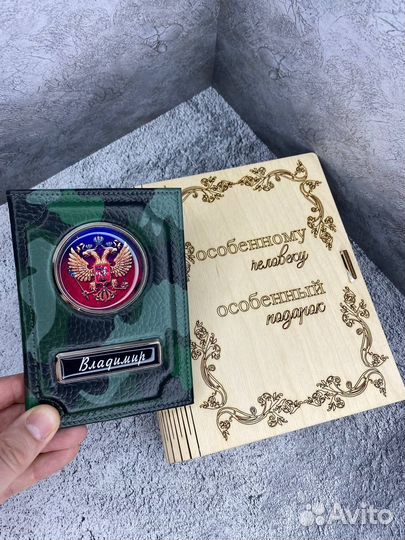 особенному
человеку
особенный
подарок
Владимир
Avito